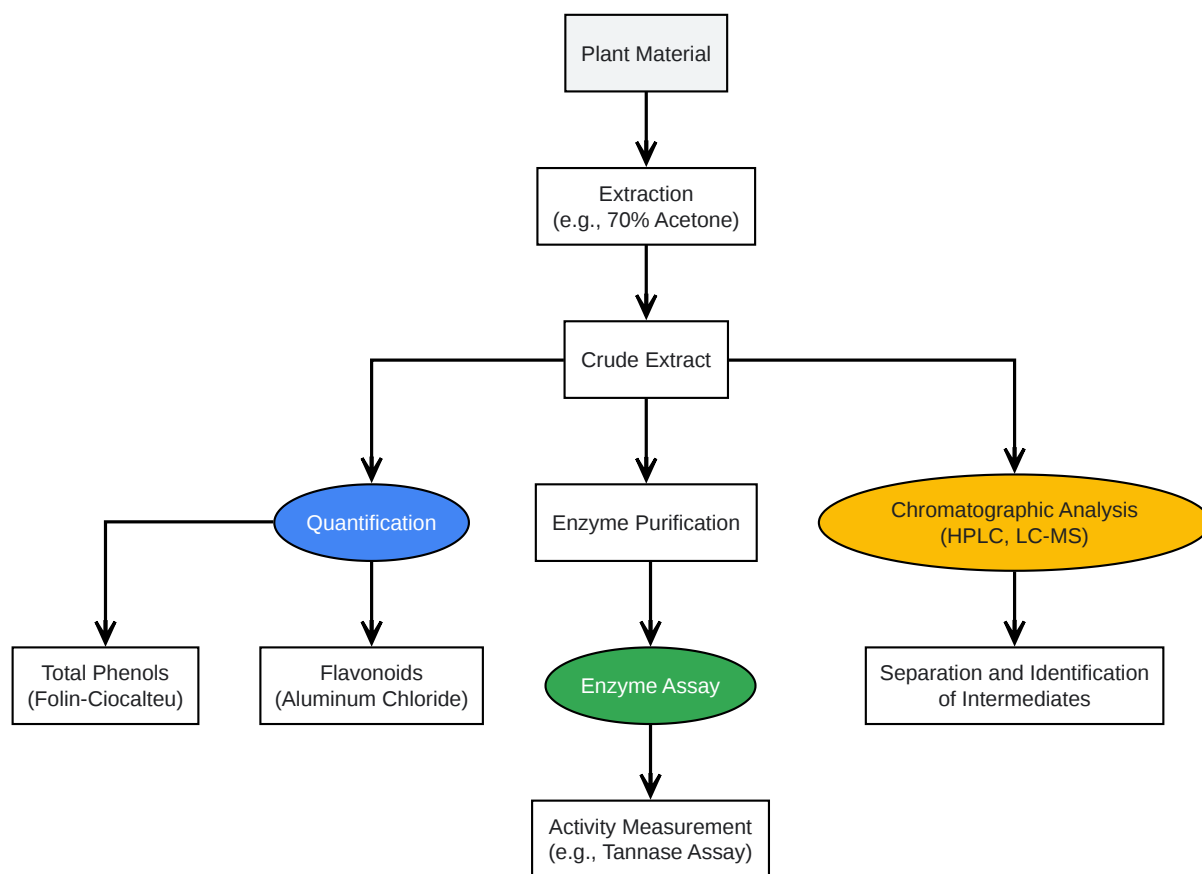 Plant Material
Extraction
(e.g., 70% Acetone)
Crude Extract
Quantification
Enzyme Purification
Chromatographic Analysis
(HPLC, LC-MS)
Total Phenols
(Folin-Ciocalteu)
Flavonoids
(Aluminum Chloride)
Enzyme Assay
Separation and Identification
of Intermediates
Activity Measurement
(e.g., Tannase Assay)